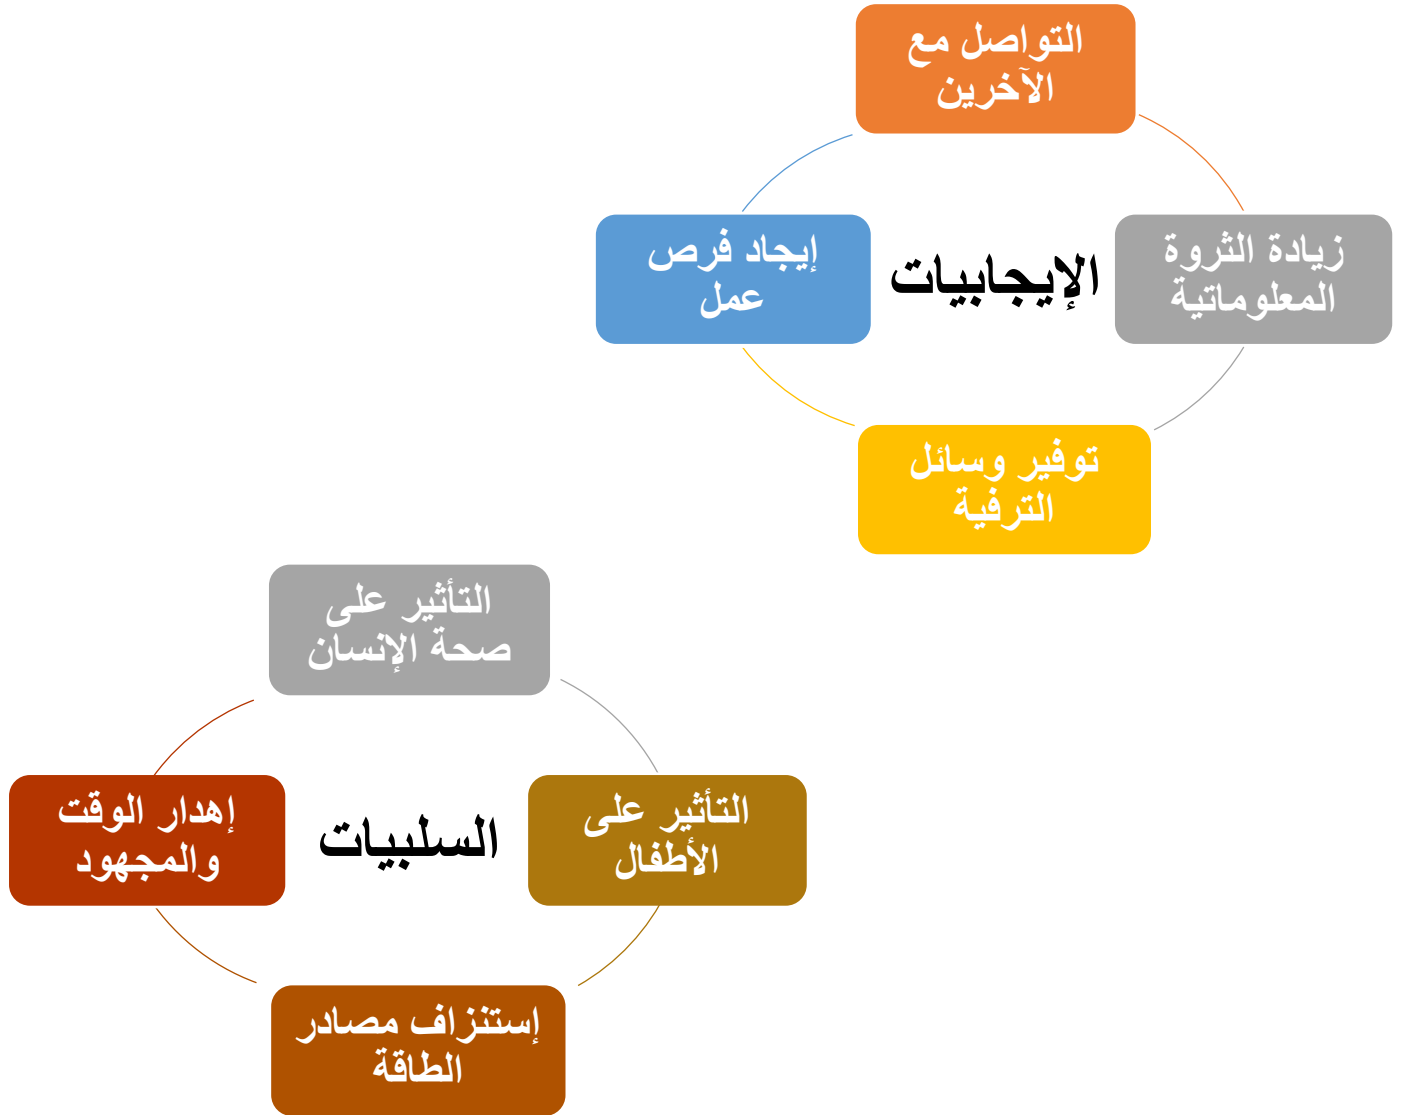 التواصل مع
الآخرين
زيادة الثروة
المعلوماتية
الإيجابيات
إيجاد فرص
عمل
توفير وسائل
الترفية
التأثير على
صحة الإنسان
التأثير على
الأطفال
السلبيات
إهدار الوقت
والمجهود
إستنزاف مصادر
الطاقة